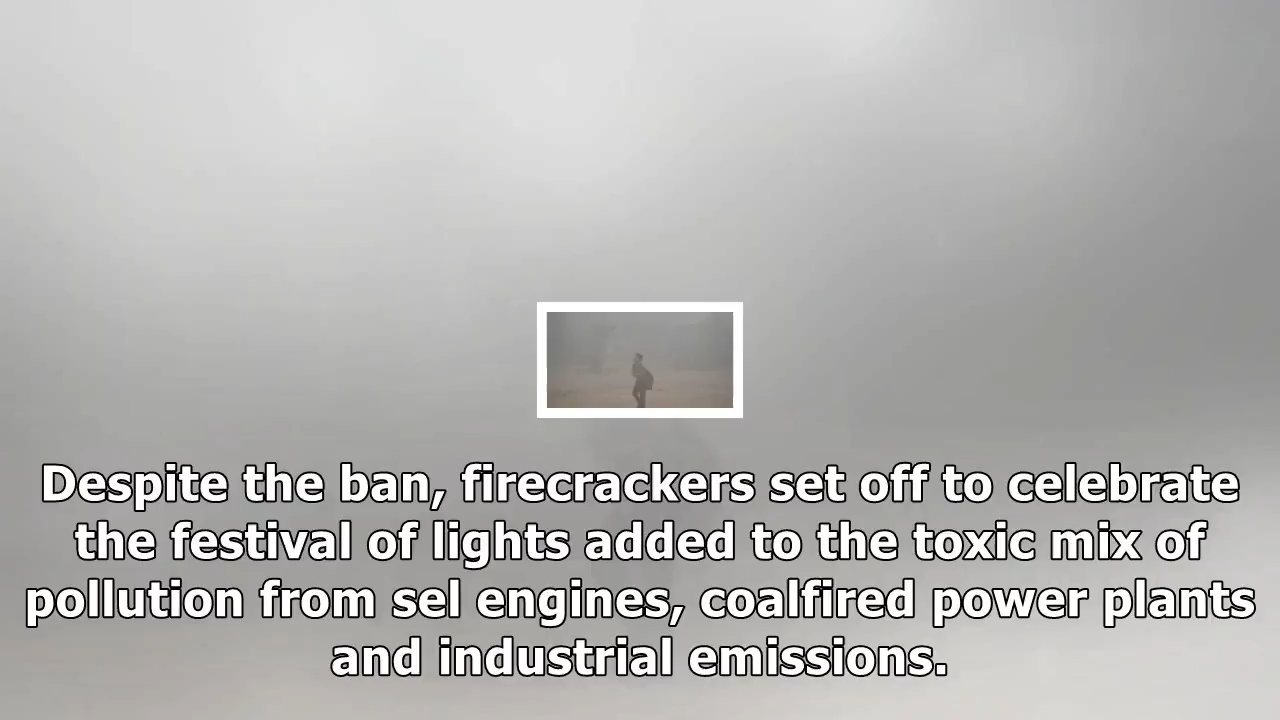 Despite the ban, firecrackers set off to celebrate
the festival of lights added to the toxic mix of
pollution from sel engines, coalfired power plants
and industrial emissions.